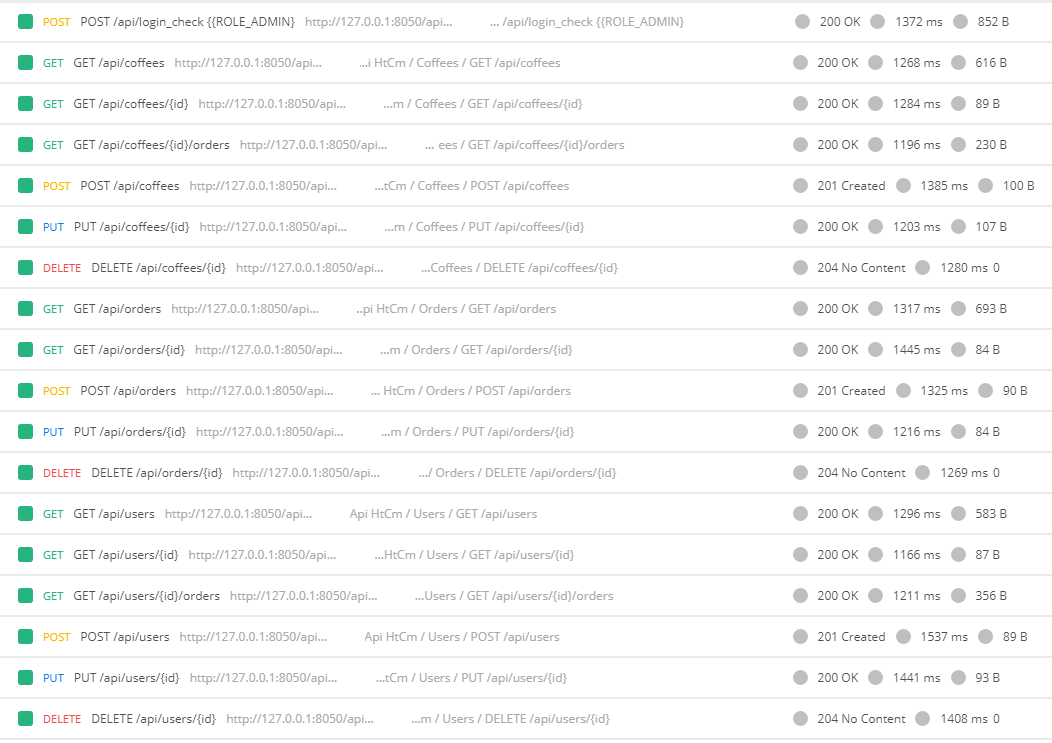 POST POST /api/login_check {{ROLE_ADMIN} http://127.0.0.1:8050/api... ... /api/login_check {{ROLE_ADMIN} 200 OK 1372 ms 852 B
GET GET /api/coffees http://127.0.0.1:8050/api... ...i HtCm / Coffees / GET /api/coffees 200 OK 1268 ms 616 B
GET GET /api/coffees/{id} http://127.0.0.1:8050/api... ...m / Coffees / GET /api/coffees/{id} 200 OK 1284 ms 89 B
GET GET /api/coffees/{id}/orders http://127.0.0.1:8050/api... ... ees / GET /api/coffees/{id}/orders 200 OK 1196 ms 230 B
POST POST /api/coffees http://127.0.0.1:8050/api... ...tCm / Coffees / POST /api/coffees 201 Created 1385 ms 100 B
PUT PUT /api/coffees/{id} http://127.0.0.1:8050/api... ...m / Coffees / PUT /api/coffees/{id} 200 OK 1203 ms 107 B
DELETE DELETE /api/coffees/{id} http://127.0.0.1:8050/api... ...Coffees / DELETE /api/coffees/{id} 204 No Content 1280 ms 0
GET GET /api/orders http://127.0.0.1:8050/api... ..pi HtCm / Orders / GET /api/orders 200 OK 1317 ms 693 B
GET GET /api/orders/{id} http://127.0.0.1:8050/api... ...m / Orders / GET /api/orders/{id} 200 OK 1445 ms 84 B
POST POST /api/orders http://127.0.0.1:8050/api... ... HtCm / Orders / POST /api/orders 201 Created 1325 ms 90 B
PUT PUT /api/orders/{id} http://127.0.0.1:8050/api... ...m / Orders / PUT /api/orders/{id} 200 OK 1216 ms 84 B
DELETE DELETE /api/orders/{id} http://127.0.0.1:8050/api... .../ Orders / DELETE /api/orders/{id} 204 No Content 1269 ms 0
GET GET /api/users http://127.0.0.1:8050/api... Api HtCm / Users / GET /api/users 200 OK 1296 ms 583 B
GET GET /api/users/{id} http://127.0.0.1:8050/api... ...HtCm / Users / GET /api/users/{id} 200 OK 1166 ms 87 B
GET GET /api/users/{id}/orders http://127.0.0.1:8050/api... ...Users / GET /api/users/{id}/orders 200 OK 1211 ms 356 B
POST POST /api/users http://127.0.0.1:8050/api... Api HtCm / Users / POST /api/users 201 Created 1537 ms 89 B
PUT PUT /api/users/{id} http://127.0.0.1:8050/api... ...tCm / Users / PUT /api/users/{id} 200 OK 1441 ms 93 B
DELETE DELETE /api/users/{id} http://127.0.0.1:8050/api... ...m / Users / DELETE /api/users/{id} 204 No Content 1408 ms 0